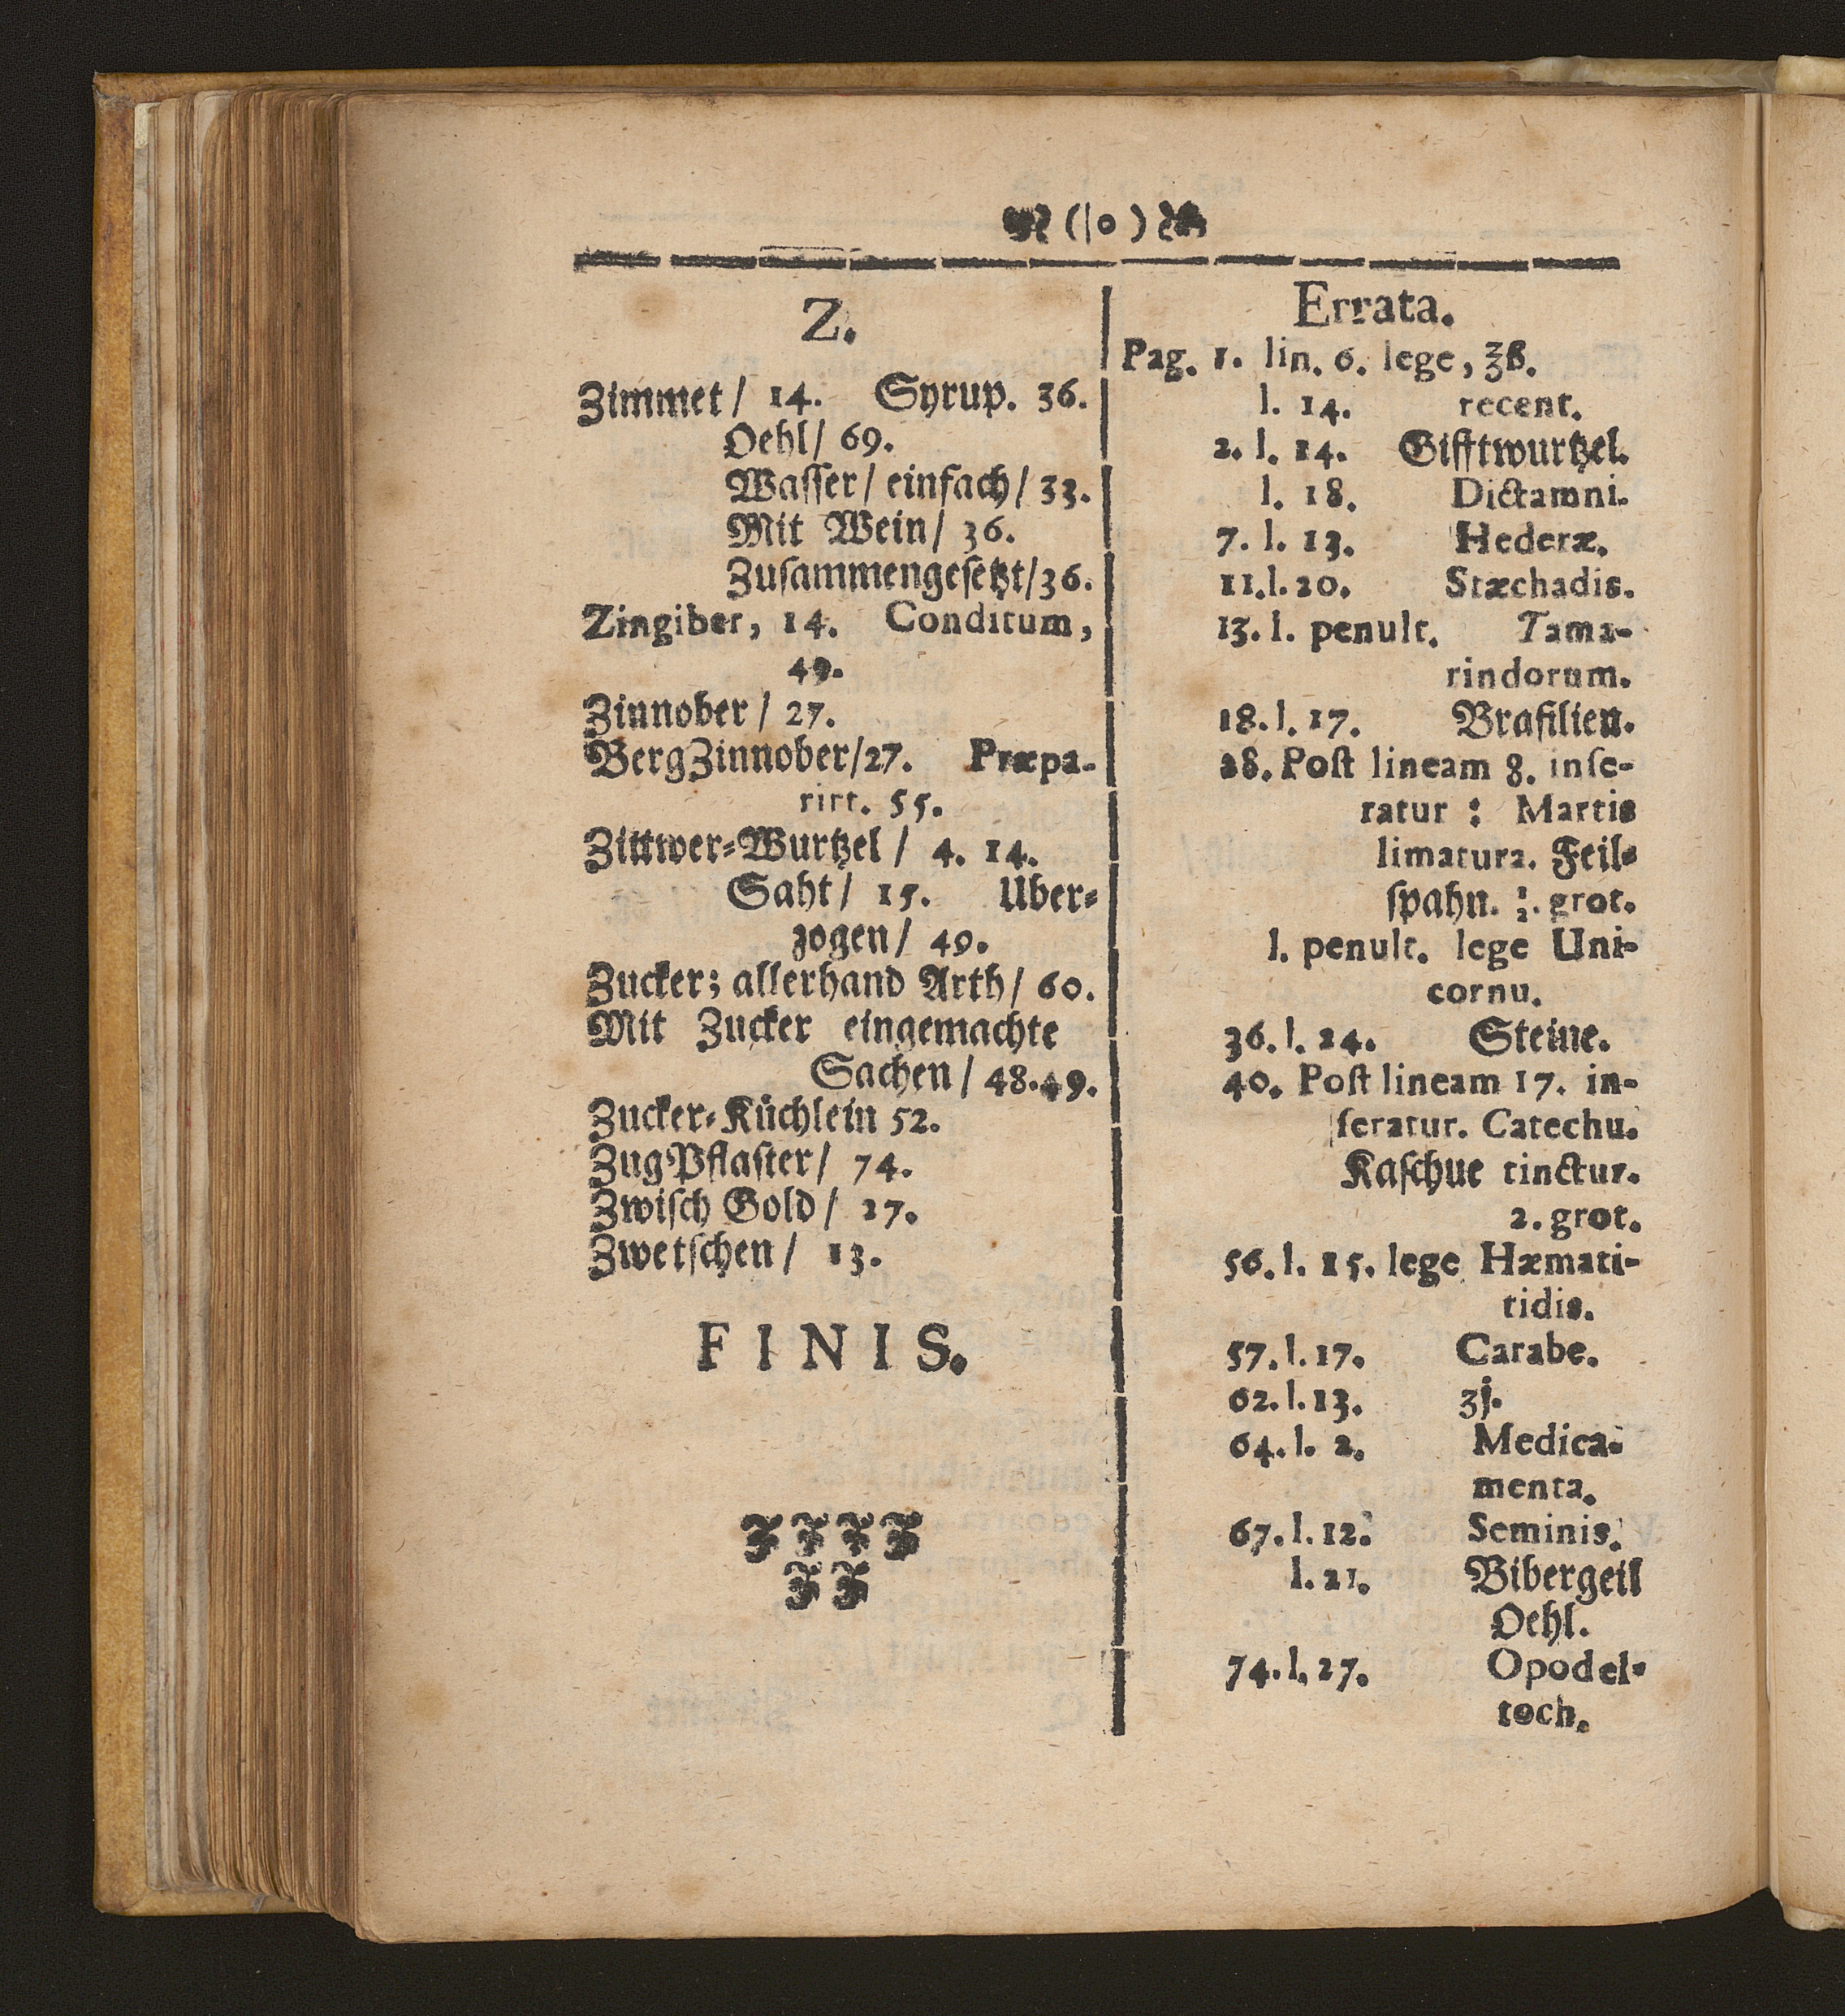 (|o)
Z.
Zimmet/ 14. Syrup. 36.
Oehl/ 69.
Waſſer/ einfach/ 33.
Mit Wein/ 36.
Zuſammengeſetzt/36.
Zingiber, 14. Conditum,
49.
Zinnober/ 27.
BergZinnober/27. Præpa-
rirt. 55.
Zittwer-Wurtzel/ 4. 14.
Saht/ 15. Uber-
zogen/ 49.
Zucker; allerhand Arth/ 60.
Mit Zucker eingemachte
Sachen/ 48.49.
Zucker-Küchlein 52.
ZugPflaſter/ 74.
Zwiſch Gold/ 27.
Zwetſchen/ 13.
FINIS.
Errata.
Pag. 1. lin. 6. lege, ʒß.
l. 14. recent.
2. l. 14. Gifftwurtzel.
l. 18. Dictamni.
7. l. 13. Hederæ.
11.l.20. Stæchadis.
13. l. penult. Tama-
rindorum.
18. l. 17. Braſilien.
28. Poſt lineam 8. inſe-
ratur : Martis
limatura. Feil-
ſpahn. grot.
l. penult. lege Uni-
cornu.
36. l. 24. Steine.
40. Poſt lineam 17. in-
ſeratur. Catechu.
Kaſchue tinctur.
2. grot.
56. l. 15. lege Hæmati-
tidis.
57. l. 17. Carabe.
62. l. 13. ʒj.
64. l. 2. Medica-
menta.
67. l. 12. Seminis.
l. 21. Bibergeil
Oehl.
74. l. 27. Opodel-
toch.